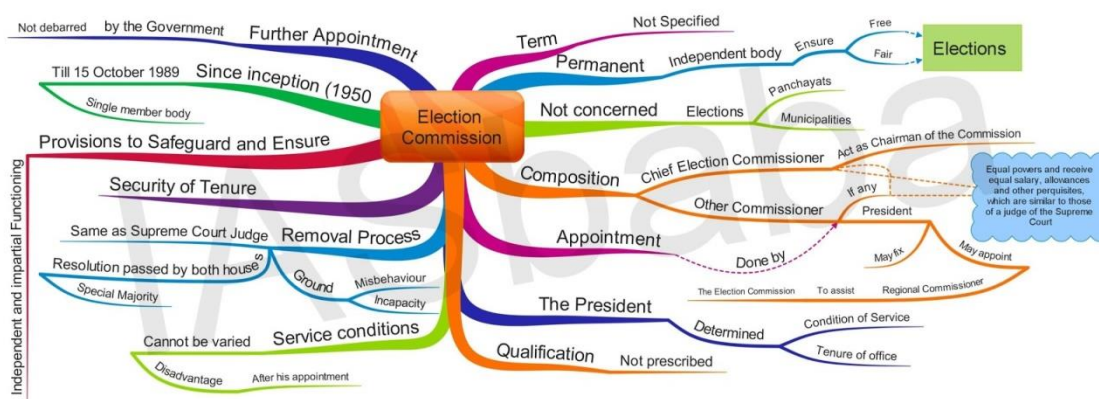 Election
Commission
Further Appointment
by the Government
Not debarred
Since inception (1950
Till 15 October 1989
Single member body
Provisions to Safeguard and Ensure
Independent and impartial Functioning
Security of Tenure
Removal Process
Same as Supreme Court Judge
Resolution passed by both houses
Special Majority
Ground
Misbehaviour
Incapacity
Service conditions
Cannot be varied
Disadvantage
After his appointment
Term
Not Specified
Permanent
Independent body
Ensure
Free
Fair
Elections
Not concerned
Elections
Panchayats
Municipalities
Composition
Chief Election Commissioner
Act as Chairman of the Commission
Other Commissioner
If any
Equal powers and receive
equal salary, allowances
and other perquisites,
which are similar to those
of a judge of the Supreme
Court
Appointment
Done by
President
May fix
May appoint
Regional Commissioner
To assist
The Election Commission
The President
Determined
Condition of Service
Tenure of office
Qualification
Not prescribed
IASbaba